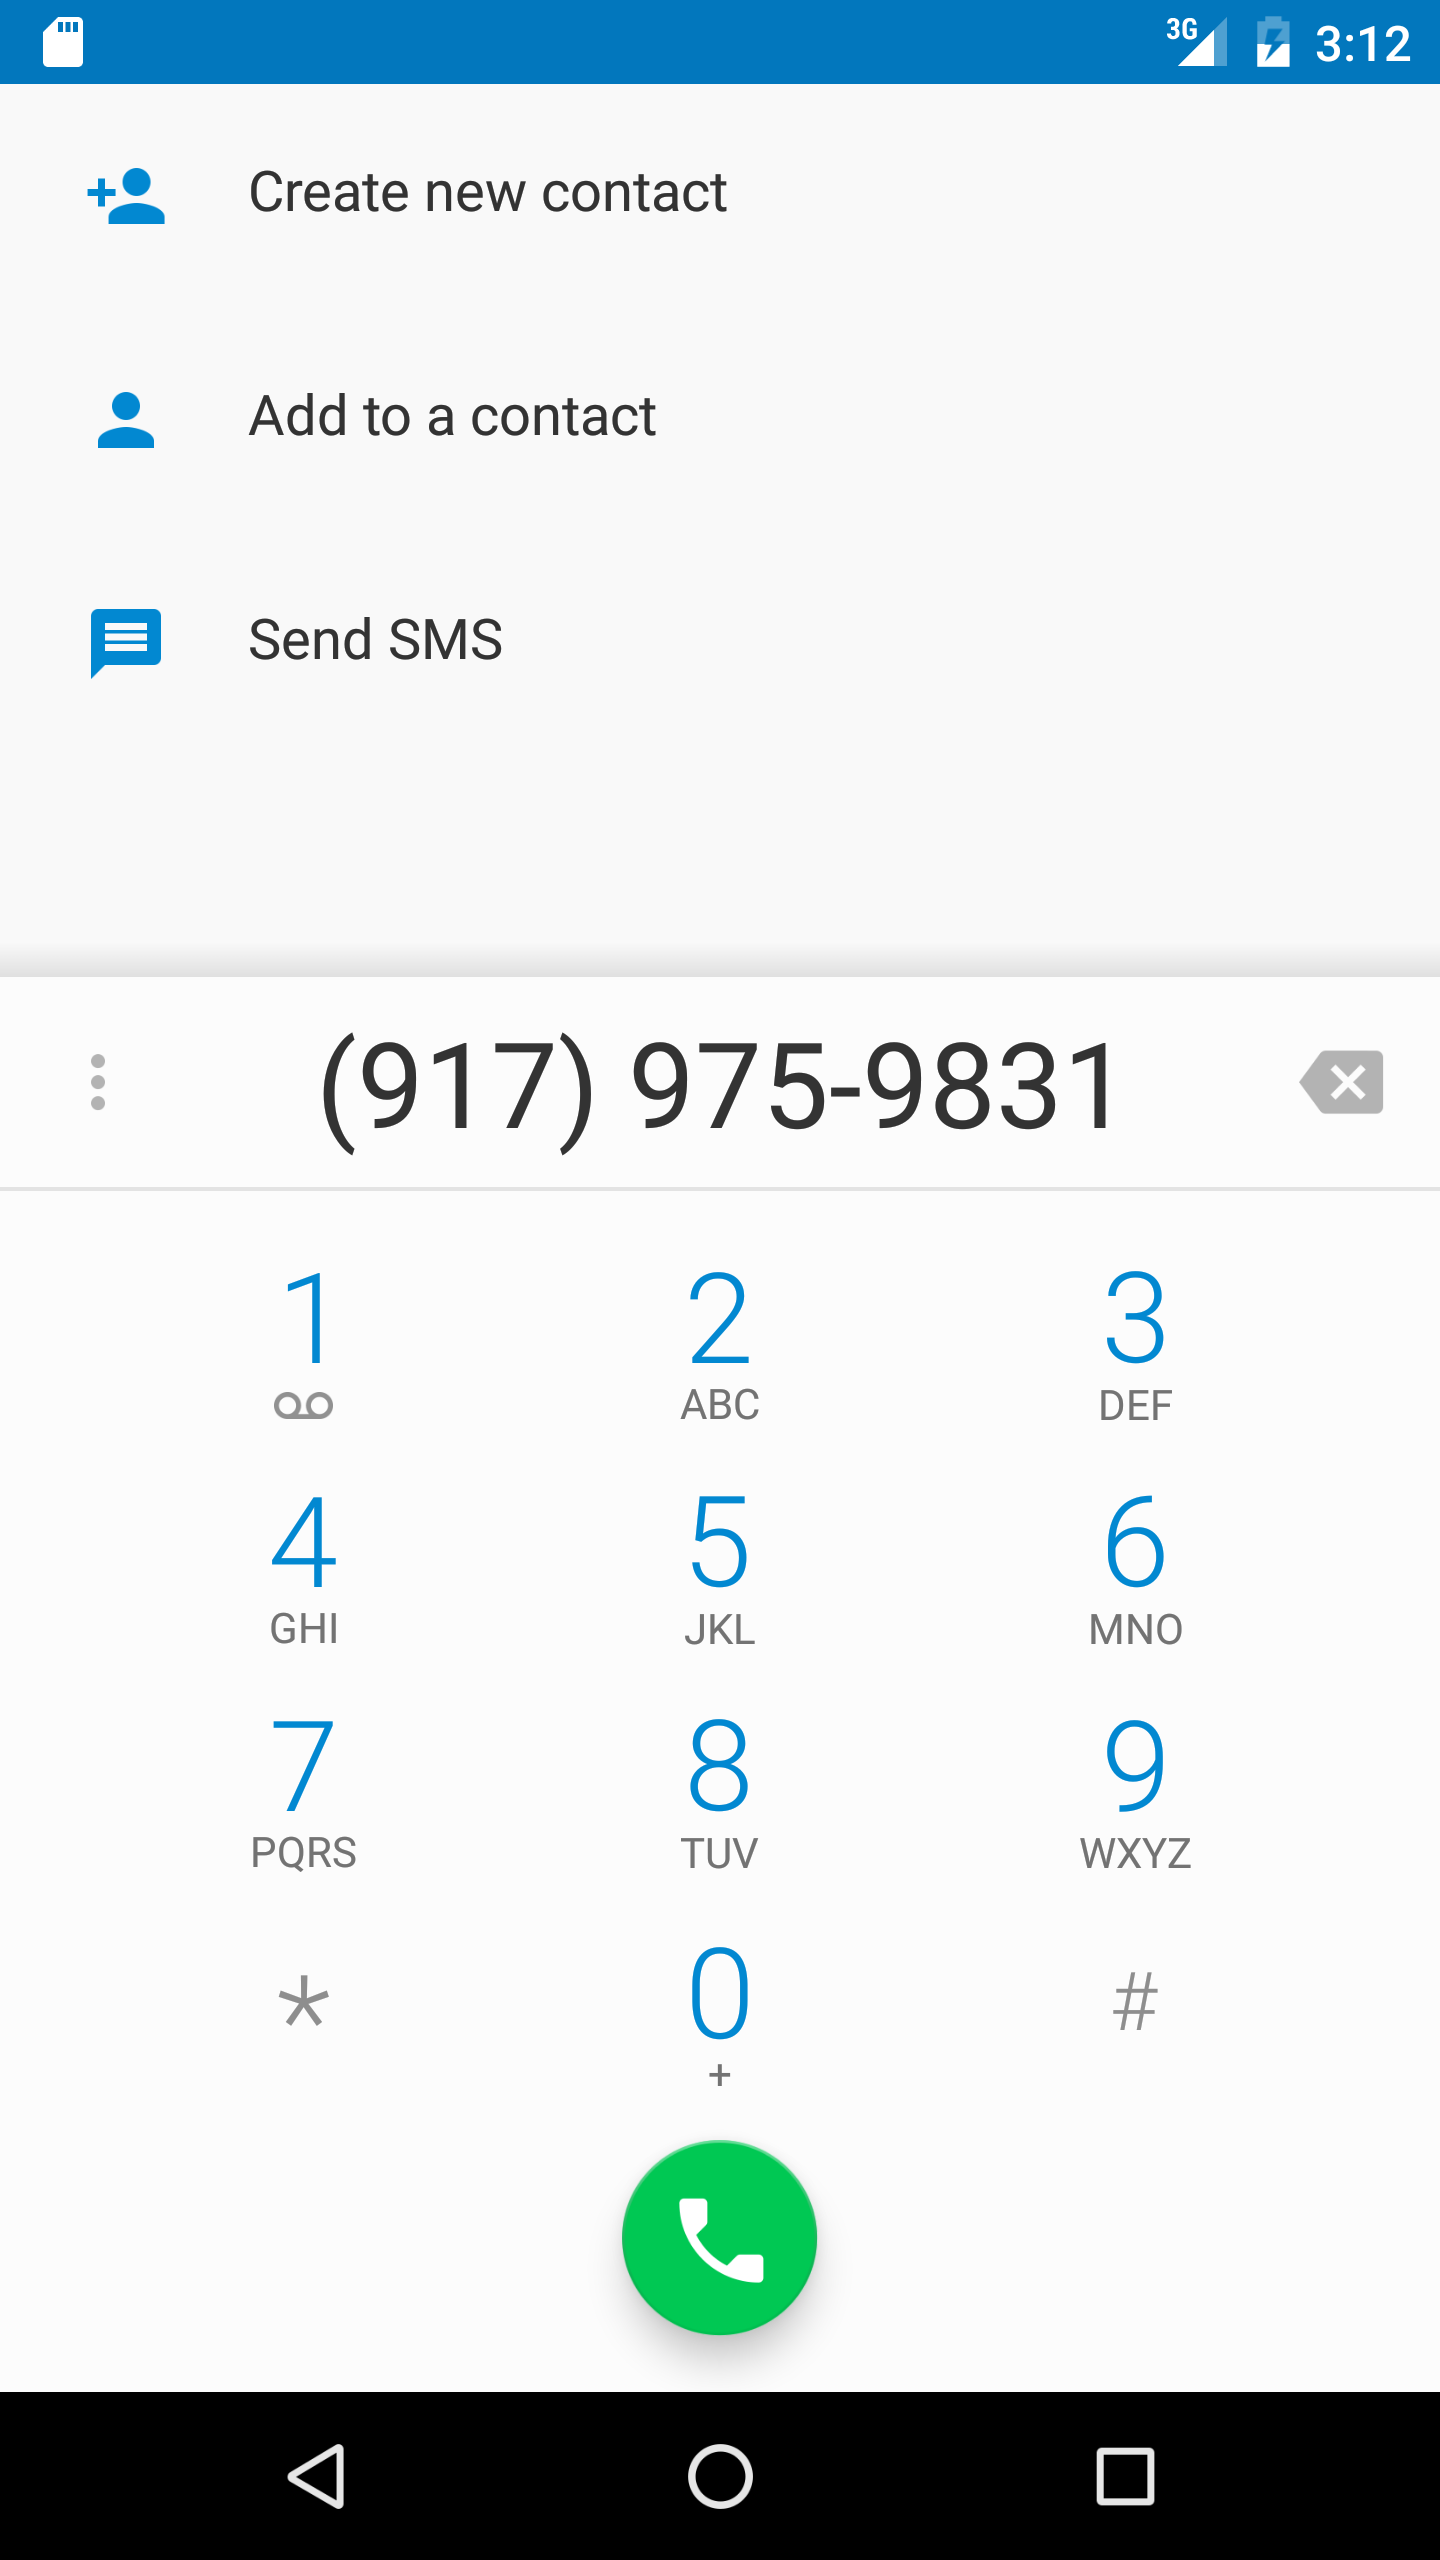 3G 3:12
Create new contact
Add to a contact
Send SMS
(917) 975-9831
1 2 3
ABC DEF
4 5 6
GHI JKL MNO
7 8 9
PQRS TUV WXYZ
* 0 #
+